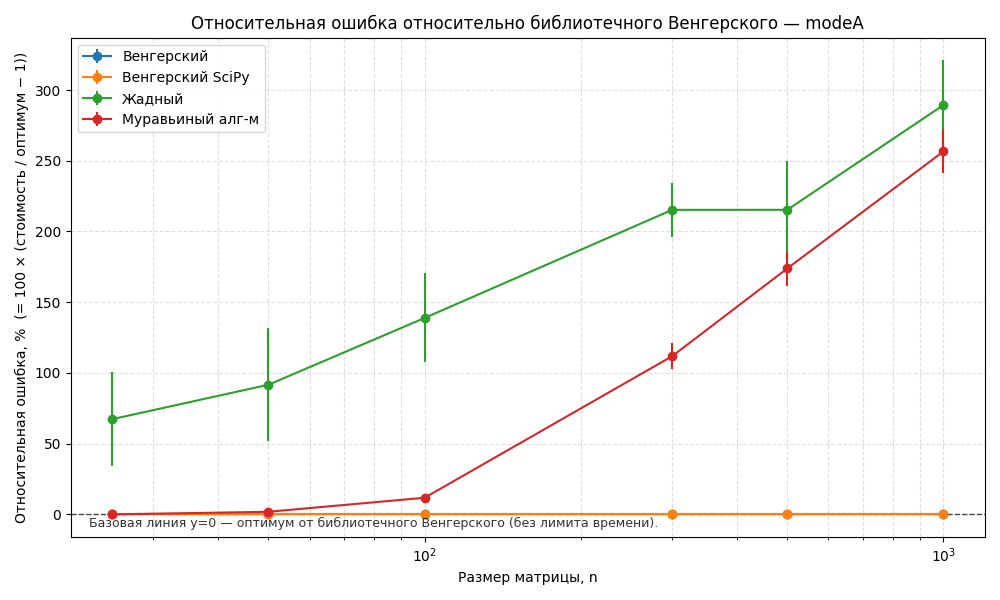 Относительная ошибка относительно библиотечного Венгерского — modeA
Относительная ошибка, %  (= 100 × (стоимость / оптимум − 1))
Венгерский
Венгерский SciPy
Жадный
Муравьиный алг-м
300
250
200
150
100
50
0
Базовая линия y=0 — оптимум от библиотечного Венгерского (без лимита времени).
10²
10³
Размер матрицы, n